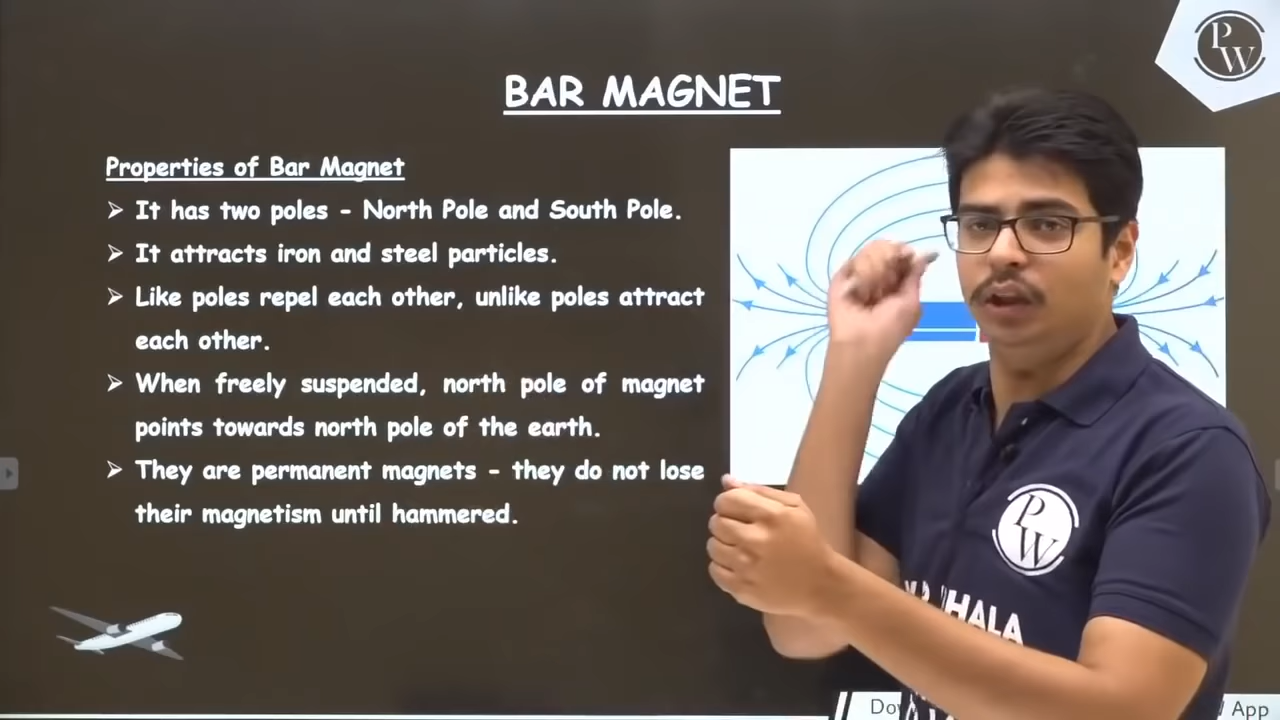 P
W
BAR MAGNET
Properties of Bar Magnet
➢ It has two poles - North Pole and South Pole.
➢ It attracts iron and steel particles.
➢ Like poles repel each other, unlike poles attract
each other.
➢ When freely suspended, north pole of magnet
points towards north pole of the earth.
➢ They are permanent magnets - they do not lose
their magnetism until hammered.
P
W
App